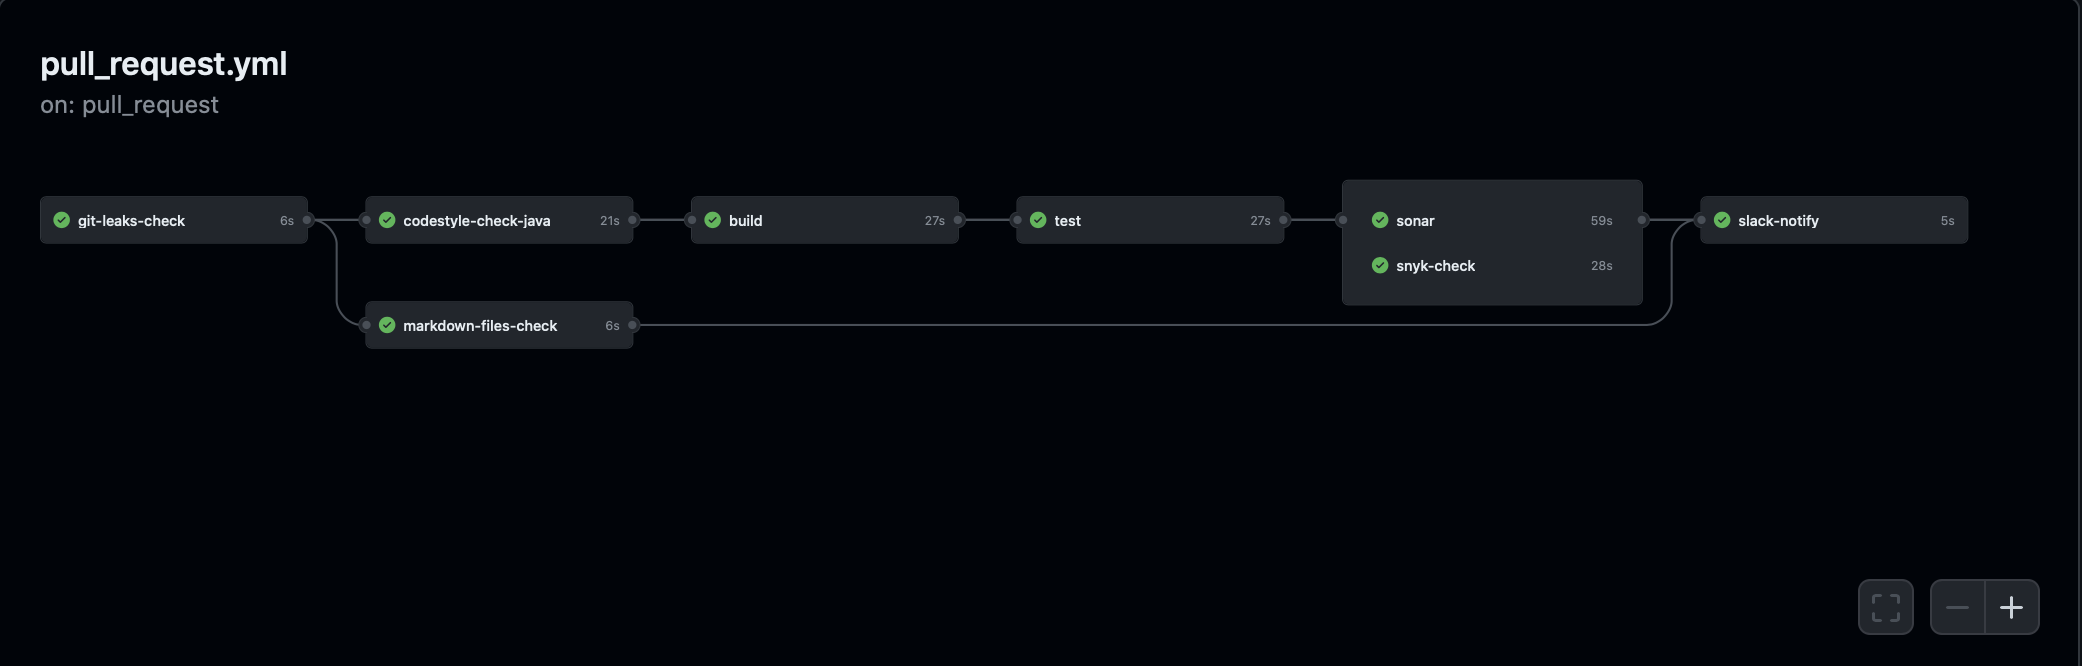 pull_request.yml
on: pull_request
git-leaks-check 6s
codestyle-check-java 21s
build 27s
test 27s
sonar 59s
snyk-check 28s
slack-notify 5s
markdown-files-check 6s